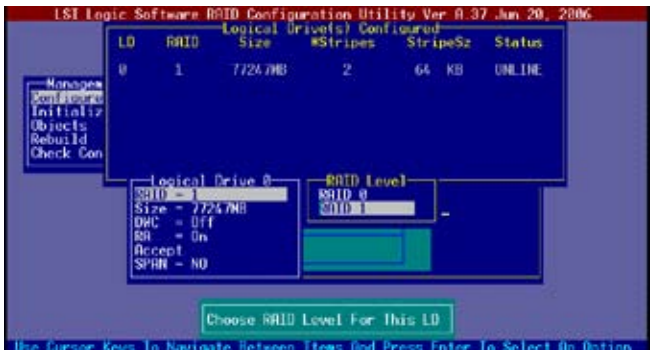 LSI Logic Software RAID Configuration Utility Ver A.37 Jun 20, 2006
Logical Drive(s) Configured
LD RAID Size #Stripes StripeSz Status
0 1 77247MB 2 64 KB ONLINE
Managem
Configure
Initializ
Objects
Rebuild
Check Con
Logical Drive 0
RAID - 1
Size - 77247MB
DWC - Off
RA - On
Accept
SPAN - NO
RAID Level
RAID 0
RAID 1
Choose RAID Level For This LD
Use Cursor Keys To Navigate Between Items And Press Enter To Select An Option